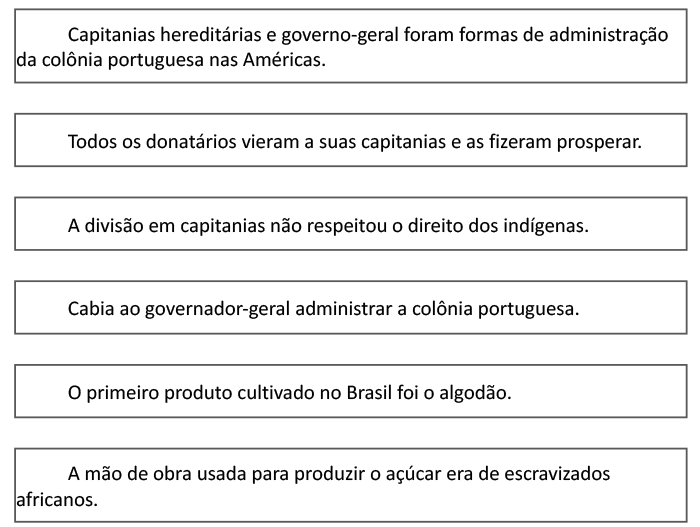 Capitanias hereditárias e governo-geral foram formas de administração
da colônia portuguesa nas Américas.
Todos os donatários vieram a suas capitanias e as fizeram prosperar.
A divisão em capitanias não respeitou o direito dos indígenas.
Cabia ao governador-geral administrar a colônia portuguesa.
O primeiro produto cultivado no Brasil foi o algodão.
A mão de obra usada para produzir o açúcar era de escravizados
africanos.